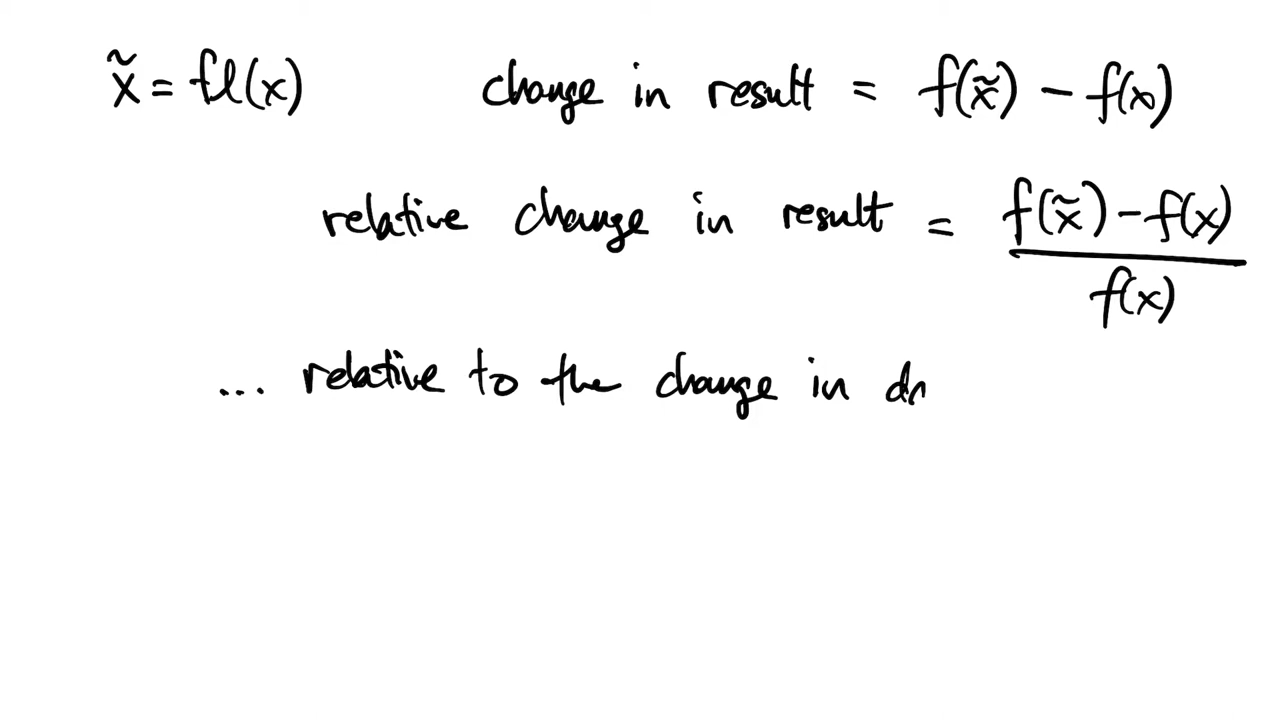 x̃ = fl(x) change in result = f(x̃) − f(x)
relative change in result = (f(x̃) − f(x)) / f(x)
... relative to the change in